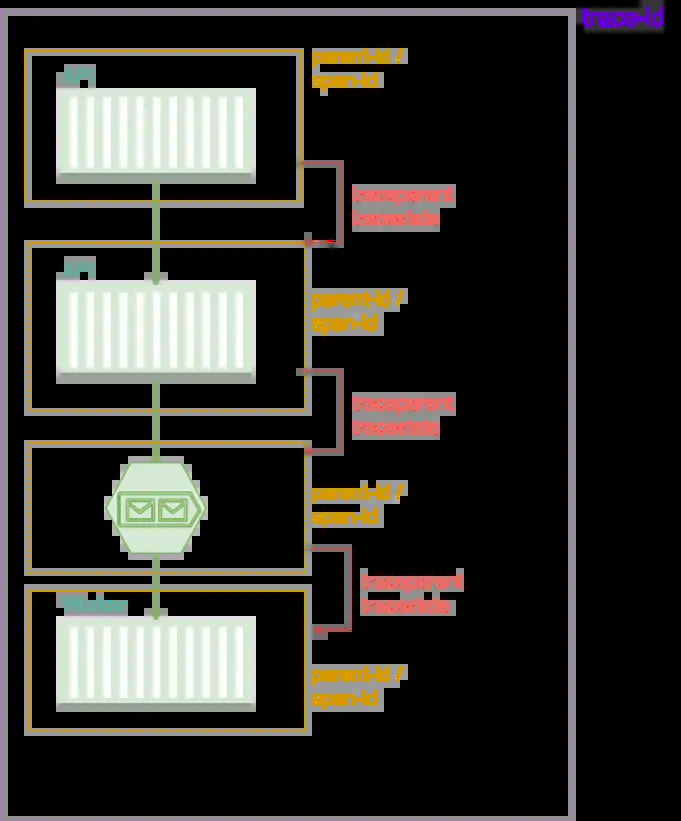 trace-id
API
parent-id /
span-id
traceparent
tracestate
API
parent-id /
span-id
traceparent
tracestate
parent-id /
span-id
traceparent
tracestate
Worker
parent-id /
span-id